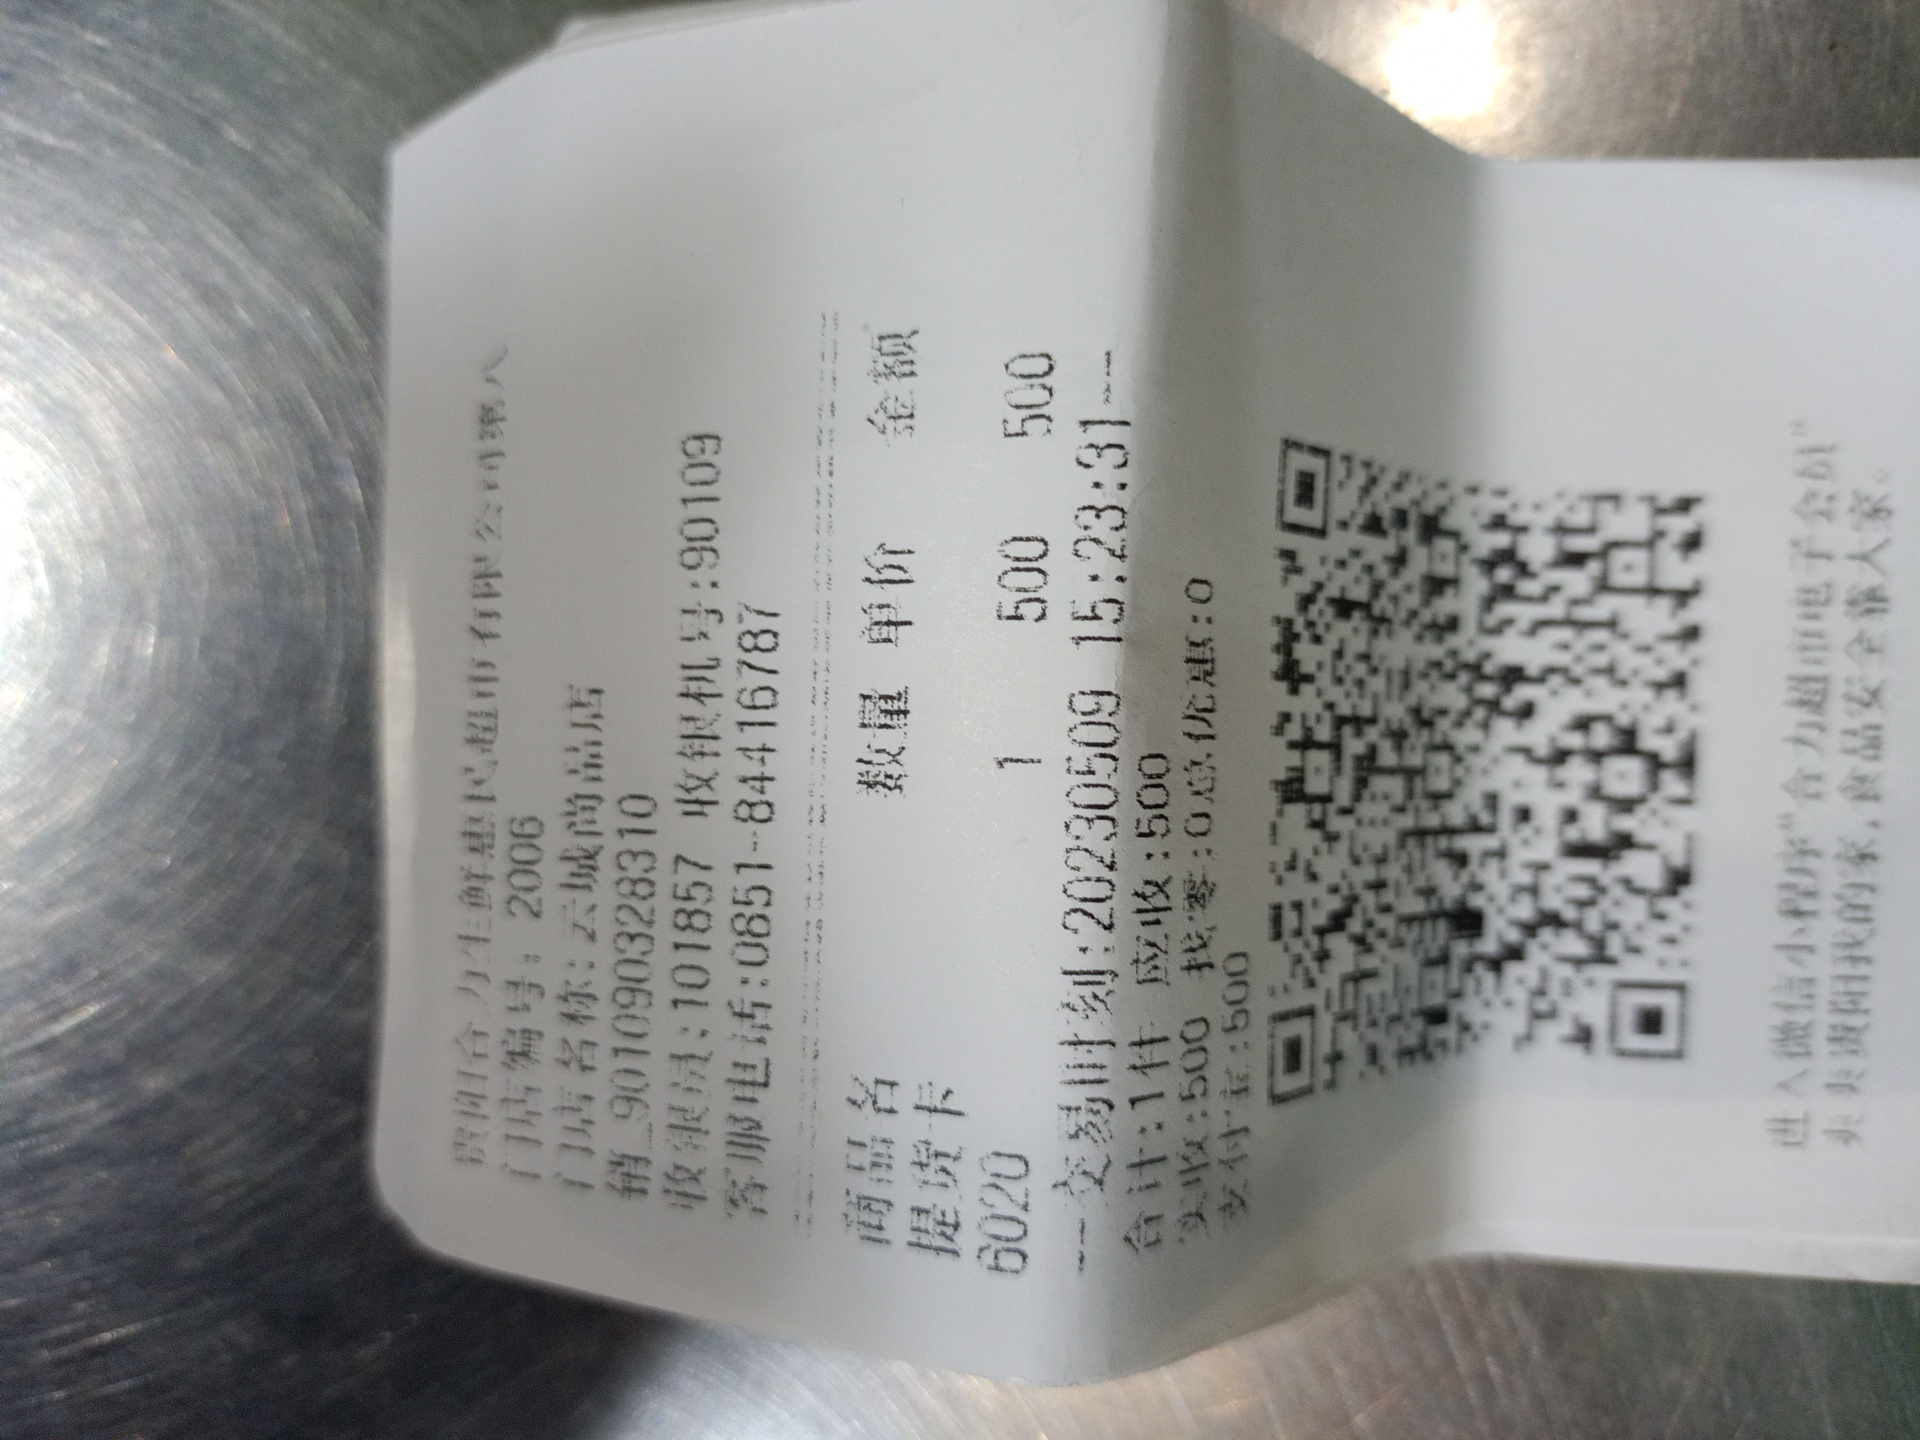 贵阳合力生鲜惠民超市有限公司第八
门店编号: 2006
门店名称:云城尚品店
销_9010909328310
收银员:101857 收银机号:90109
客服电话:0851-84416787
商品名 数量 单价 金额
提货卡
6020 1 500 500
---交易时刻:20230509 15:23:31---
合计:1件 应收:500
实收:500 找零:0总优惠:0
支付宝:500
进入微信小程序"合力超市电子会员"
爽爽贵阳我的家,食品安全靠大家。